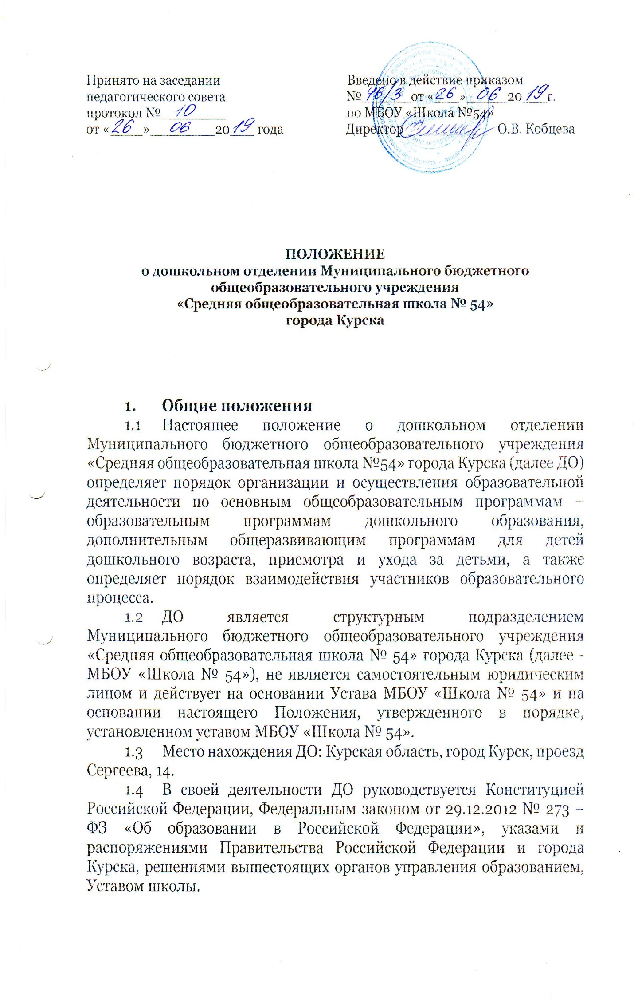 Принято на заседании
педагогического совета
протокол № 10
от «26» 06 2019 года
Введено в действие приказом
№ 46/3 от «26» 06 2019 г.
по МБОУ «Школа №54»
Директор О.В. Кобцева
ПОЛОЖЕНИЕ
о дошкольном отделении Муниципального бюджетного
общеобразовательного учреждения
«Средняя общеобразовательная школа № 54»
города Курска
1. Общие положения
1.1 Настоящее положение о дошкольном отделении
Муниципального бюджетного общеобразовательного учреждения
«Средняя общеобразовательная школа №54» города Курска (далее ДО)
определяет порядок организации и осуществления образовательной
деятельности по основным общеобразовательным программам –
образовательным программам дошкольного образования,
дополнительным общеразвивающим программам для детей
дошкольного возраста, присмотра и ухода за детьми, а также
определяет порядок взаимодействия участников образовательного
процесса.
1.2 ДО является структурным подразделением
Муниципального бюджетного общеобразовательного учреждения
«Средняя общеобразовательная школа № 54» города Курска (далее -
МБОУ «Школа № 54»), не является самостоятельным юридическим
лицом и действует на основании Устава МБОУ «Школа № 54» и на
основании настоящего Положения, утвержденного в порядке,
установленном уставом МБОУ «Школа № 54».
1.3 Место нахождения ДО: Курская область, город Курск, проезд
Сергеева, 14.
1.4 В своей деятельности ДО руководствуется Конституцией
Российской Федерации, Федеральным законом от 29.12.2012 № 273 –
ФЗ «Об образовании в Российской Федерации», указами и
распоряжениями Правительства Российской Федерации и города
Курска, решениями вышестоящих органов управления образованием,
Уставом школы.